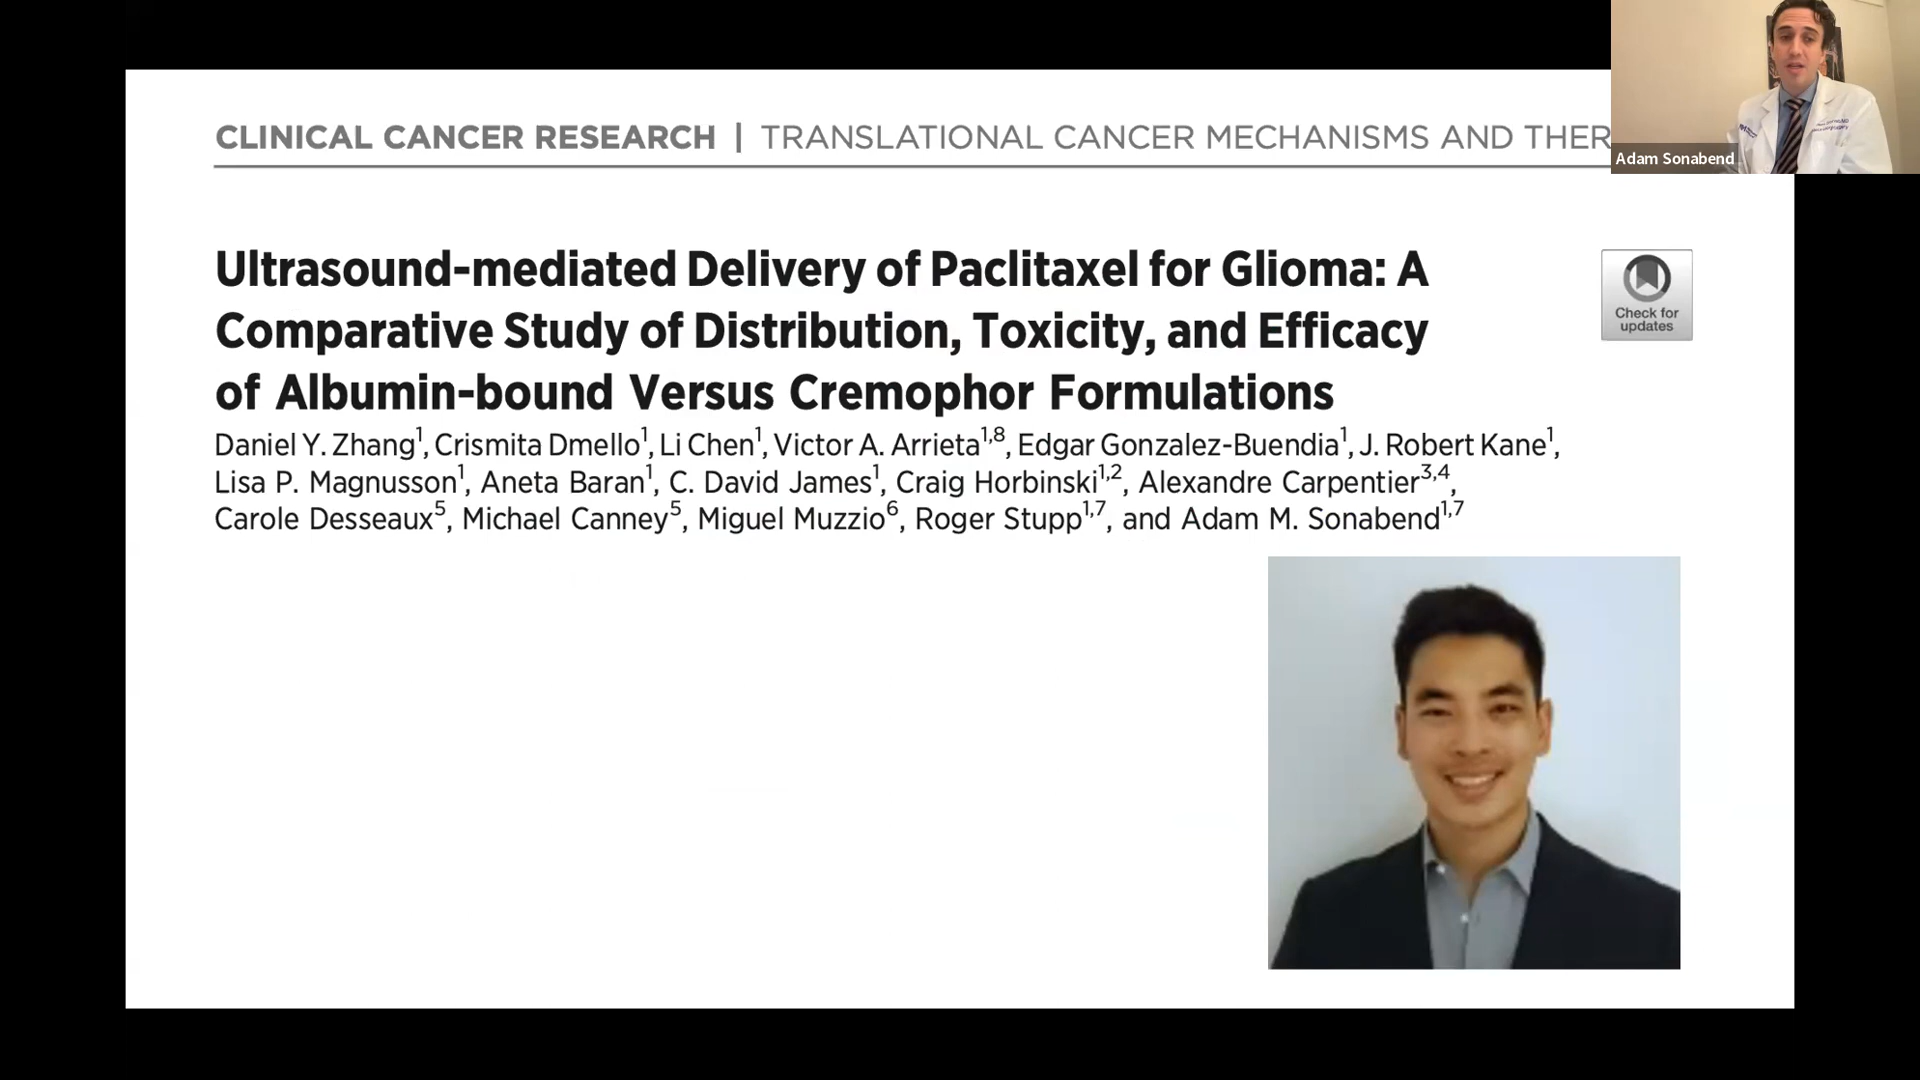 CLINICAL CANCER RESEARCH | TRANSLATIONAL CANCER MECHANISMS AND THER
Adam Sonabend
Ultrasound-mediated Delivery of Paclitaxel for Glioma: A
Comparative Study of Distribution, Toxicity, and Efficacy
of Albumin-bound Versus Cremophor Formulations
Check for
updates
Daniel Y. Zhang1, Crismita Dmello1, Li Chen1, Victor A. Arrieta1,8, Edgar Gonzalez-Buendia1, J. Robert Kane1,
Lisa P. Magnusson1, Aneta Baran1, C. David James1, Craig Horbinski1,2, Alexandre Carpentier3,4,
Carole Desseaux5, Michael Canney5, Miguel Muzzio6, Roger Stupp1,7, and Adam M. Sonabend1,7